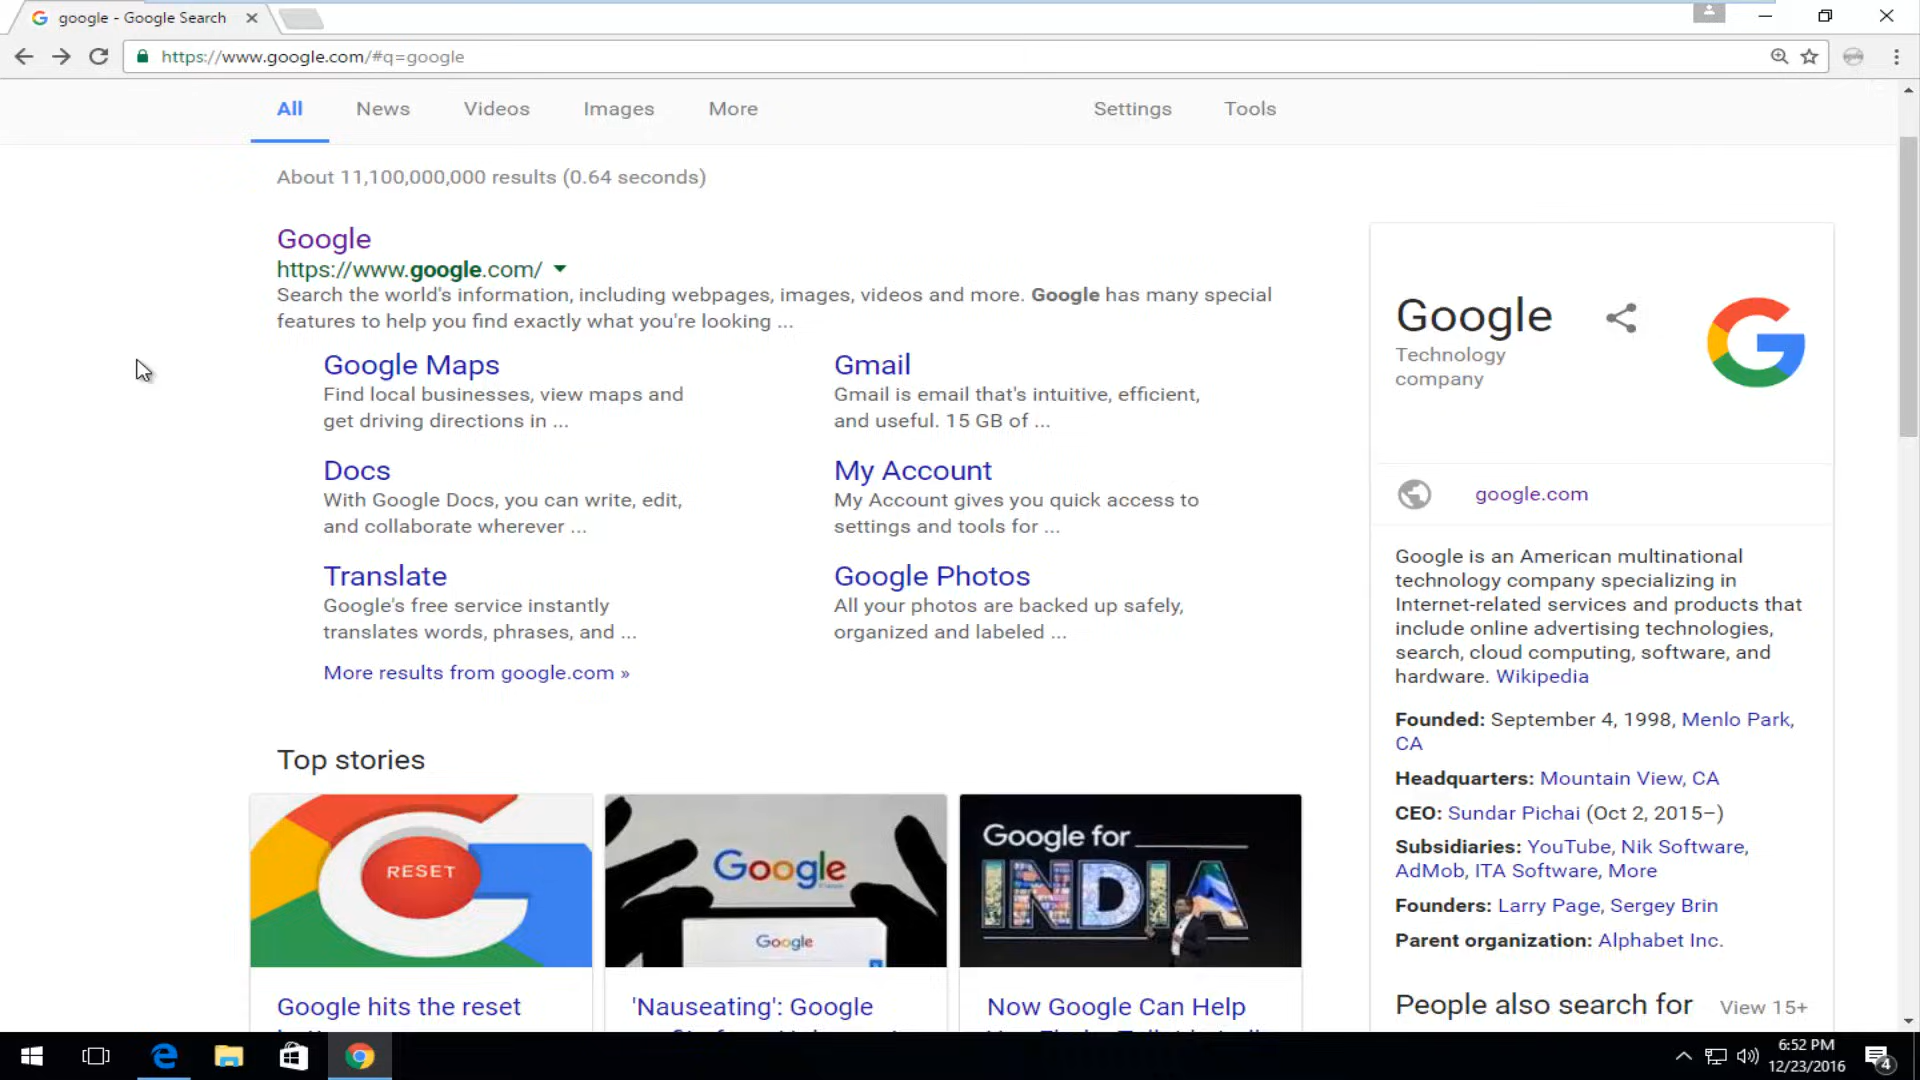 google - Google Search
https://www.google.com/#q=google
All News Videos Images More Settings Tools
About 11,100,000,000 results (0.64 seconds)
Google
https://www.google.com/
Search the world's information, including webpages, images, videos and more. Google has many special
features to help you find exactly what you're looking ...
Google Maps
Find local businesses, view maps and
get driving directions in ...
Gmail
Gmail is email that's intuitive, efficient,
and useful. 15 GB of ...
Docs
With Google Docs, you can write, edit,
and collaborate wherever ...
My Account
My Account gives you quick access to
settings and tools for ...
Translate
Google's free service instantly
translates words, phrases, and ...
Google Photos
All your photos are backed up safely,
organized and labeled ...
More results from google.com »
Top stories
RESET
Google
Google
Google for
INDIA
Google hits the reset
'Nauseating': Google
Now Google Can Help
Google
Technology
company
google.com
Google is an American multinational
technology company specializing in
Internet-related services and products that
include online advertising technologies,
search, cloud computing, software, and
hardware. Wikipedia
Founded: September 4, 1998, Menlo Park,
CA
Headquarters: Mountain View, CA
CEO: Sundar Pichai (Oct 2, 2015–)
Subsidiaries: YouTube, Nik Software,
AdMob, ITA Software, More
Founders: Larry Page, Sergey Brin
Parent organization: Alphabet Inc.
People also search for View 15+
6:52 PM
12/23/2016
4